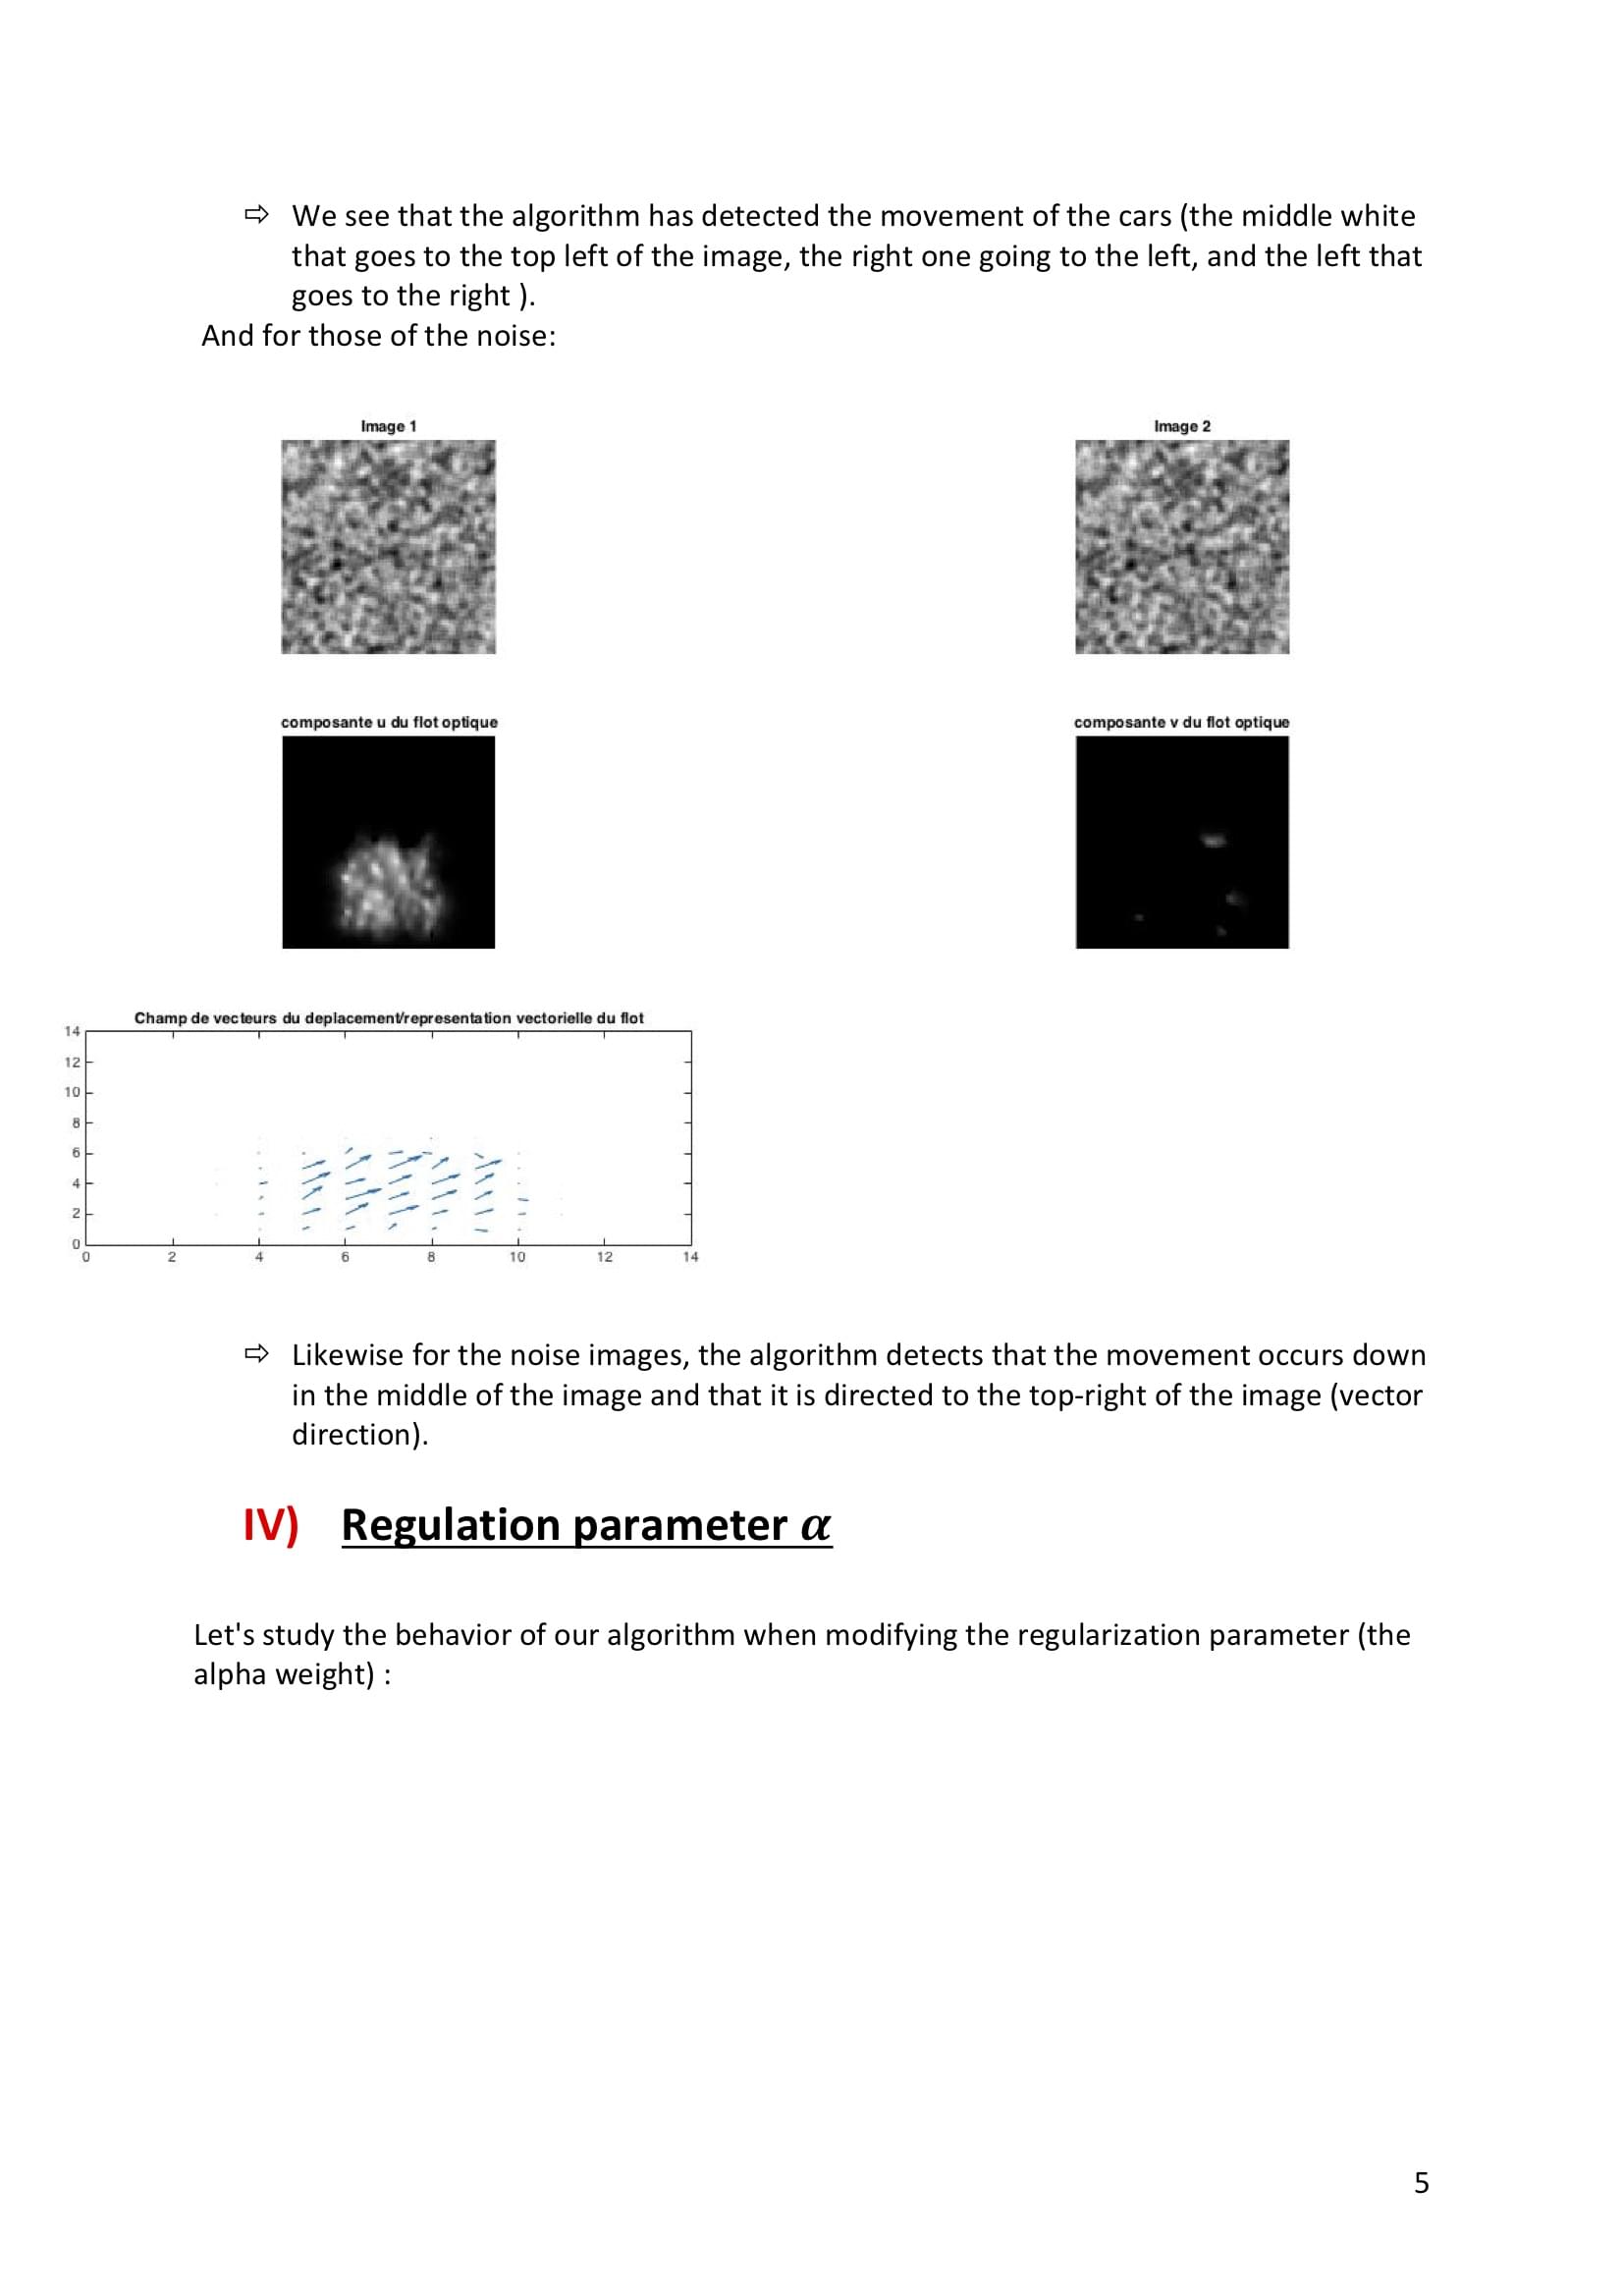 ⇨ We see that the algorithm has detected the movement of the cars (the middle white
that goes to the top left of the image, the right one going to the left, and the left that
goes to the right ).
And for those of the noise:
Image 1
Image 2
composante u du flot optique
composante v du flot optique
Champ de vecteurs du deplacement/representation vectorielle du flot
14
12
10
8
6
4
2
0
0 2 4 6 8 10 12 14
⇨ Likewise for the noise images, the algorithm detects that the movement occurs down
in the middle of the image and that it is directed to the top-right of the image (vector
direction).
IV) Regulation parameter α
Let's study the behavior of our algorithm when modifying the regularization parameter (the
alpha weight) :
5